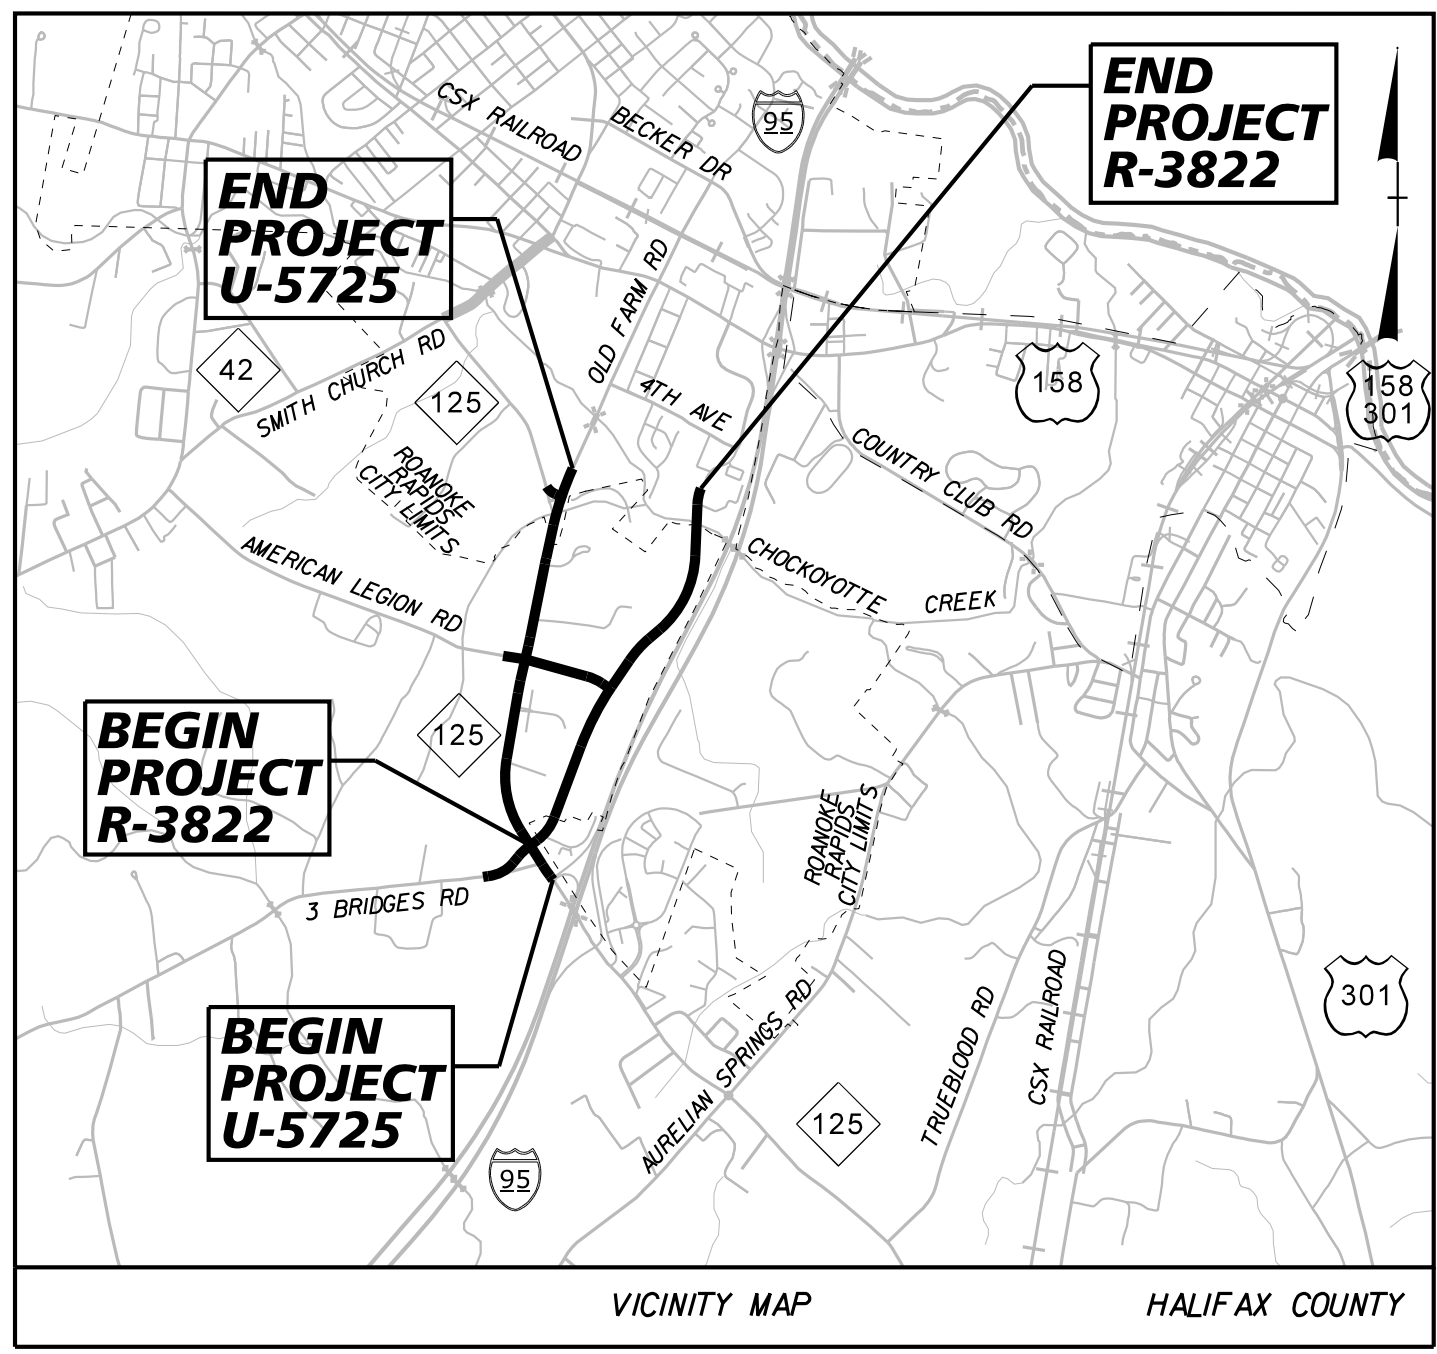 END
PROJECT
R-3822
CSX RAILROAD
BECKER DR
95
END
PROJECT
U-5725
OLD FARM RD
42
SMITH CHURCH RD
125
4TH AVE
158
158
301
ROANOKE
RAPIDS
CITY LIMITS
COUNTRY CLUB RD
AMERICAN LEGION RD
CHOCKOYOTTE
CREEK
BEGIN
PROJECT
R-3822
125
ROANOKE
RAPIDS
CITY LIMITS
3 BRIDGES RD
BEGIN
PROJECT
U-5725
AURELIAN SPRINGS RD
TRUEBLOOD RD
CSX RAILROAD
301
125
95
VICINITY MAP
HALIFAX COUNTY